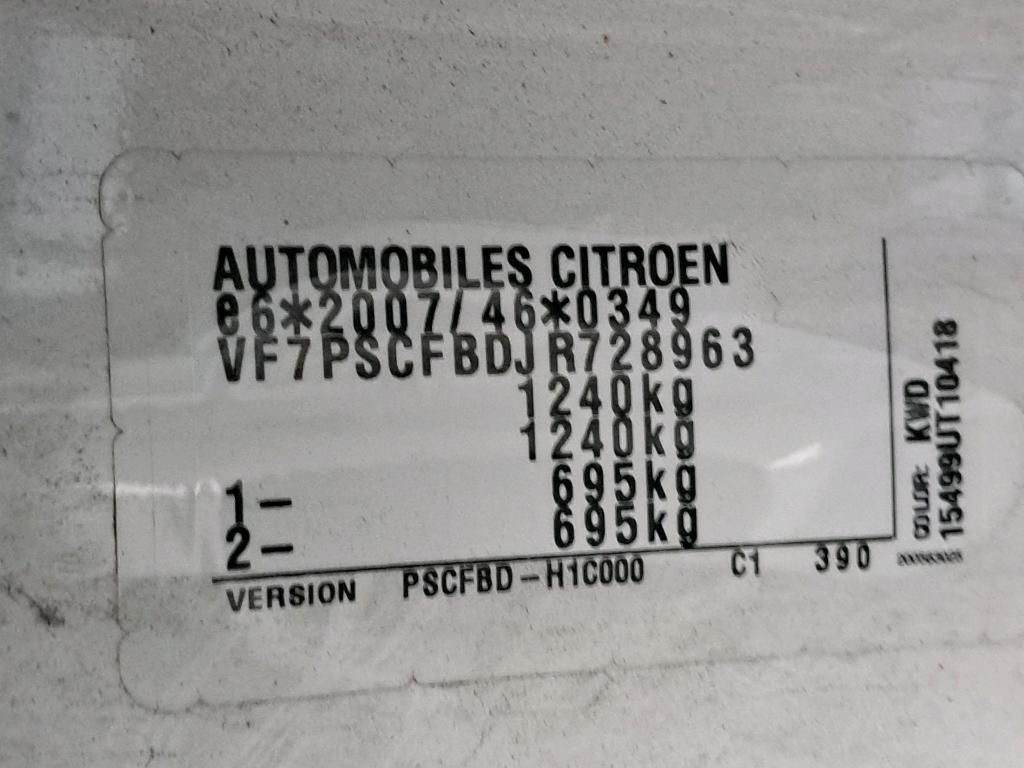 AUTOMOBILES CITROEN
e6*2007/46*0349
VF7PSCFBDJR728963
1240kg
1240kg
1- 695kg
2- 695kg
VERSION PSCFBD-H1C000 C1 390
COLOR: KWD
15499UT10418